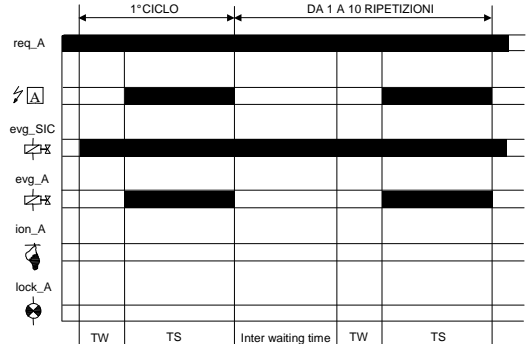 1°CICLO
DA 1 A 10 RIPETIZIONI
req_A
A
evg_SIC
evg_A
ion_A
lock_A
TW
TS
Inter waiting time
TW
TS